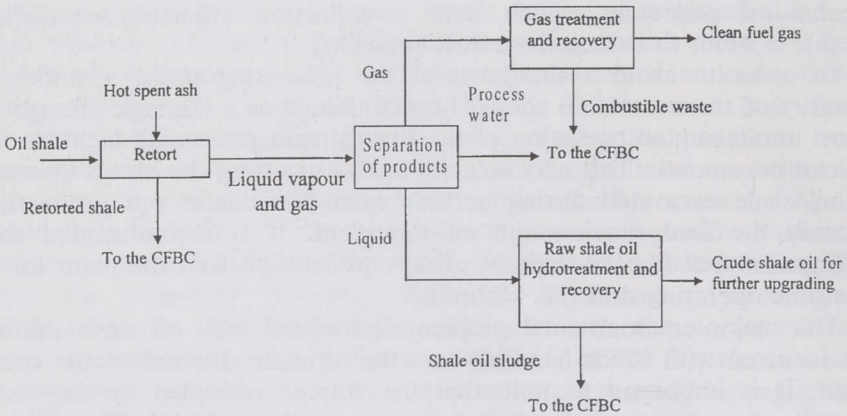 Gas treatment
and recovery
Clean fuel gas
Hot spent ash
Gas
Process
water
Combustible waste
Oil shale
Retort
Separation
of products
To the CFBC
Liquid vapour
and gas
Retorted shale
To the CFBC
Liquid
Raw shale oil
hydrotreatment and
recovery
Crude shale oil for
further upgrading
Shale oil sludge
To the CFBC